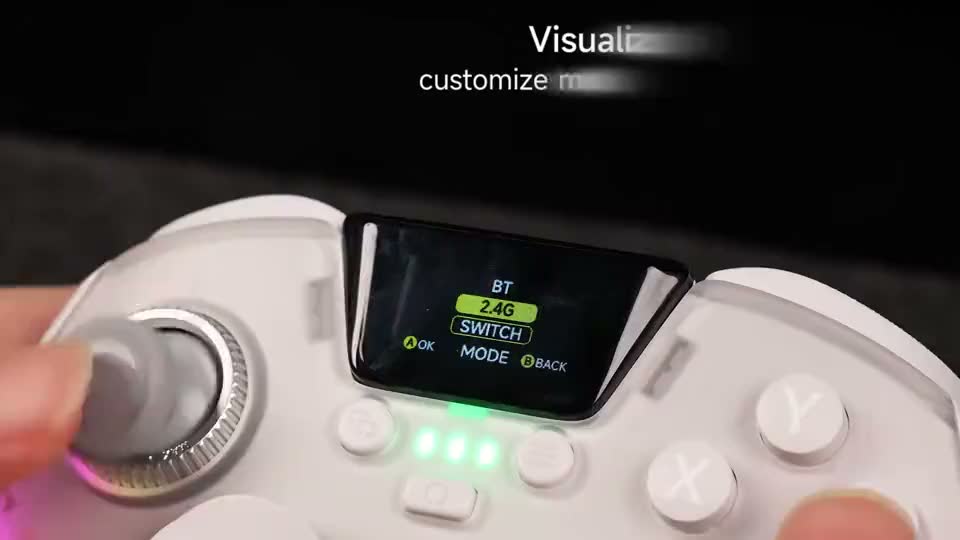 Visuali
customize
BT
2.4G
SWITCH
A OK MODE B BACK
Y
X